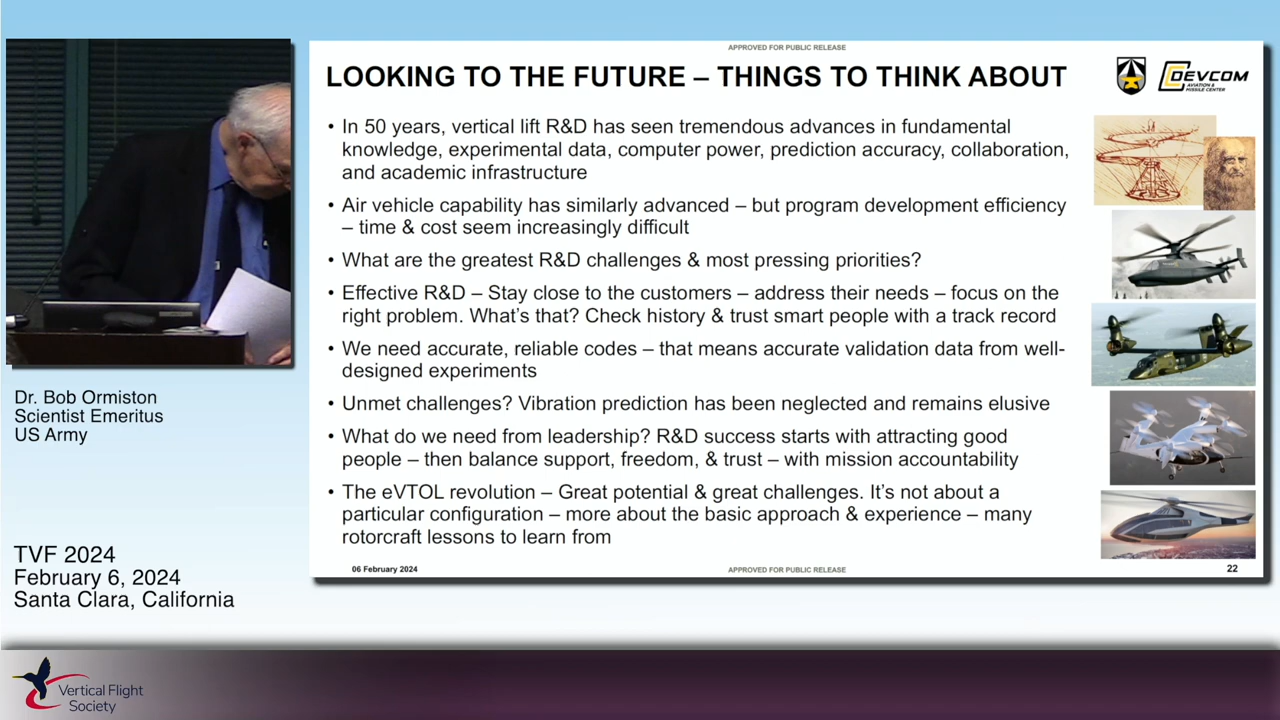 APPROVED FOR PUBLIC RELEASE
LOOKING TO THE FUTURE – THINGS TO THINK ABOUT
DEVCOM
AVIATION &
MISSILE CENTER
• In 50 years, vertical lift R&D has seen tremendous advances in fundamental
knowledge, experimental data, computer power, prediction accuracy, collaboration,
and academic infrastructure
• Air vehicle capability has similarly advanced – but program development efficiency
– time & cost seem increasingly difficult
• What are the greatest R&D challenges & most pressing priorities?
• Effective R&D – Stay close to the customers – address their needs – focus on the
right problem. What's that? Check history & trust smart people with a track record
• We need accurate, reliable codes – that means accurate validation data from well-
designed experiments
• Unmet challenges? Vibration prediction has been neglected and remains elusive
• What do we need from leadership? R&D success starts with attracting good
people – then balance support, freedom, & trust – with mission accountability
• The eVTOL revolution – Great potential & great challenges. It's not about a
particular configuration – more about the basic approach & experience – many
rotorcraft lessons to learn from
06 February 2024
APPROVED FOR PUBLIC RELEASE
22
Dr. Bob Ormiston
Scientist Emeritus
US Army
TVF 2024
February 6, 2024
Santa Clara, California
Vertical Flight
Society